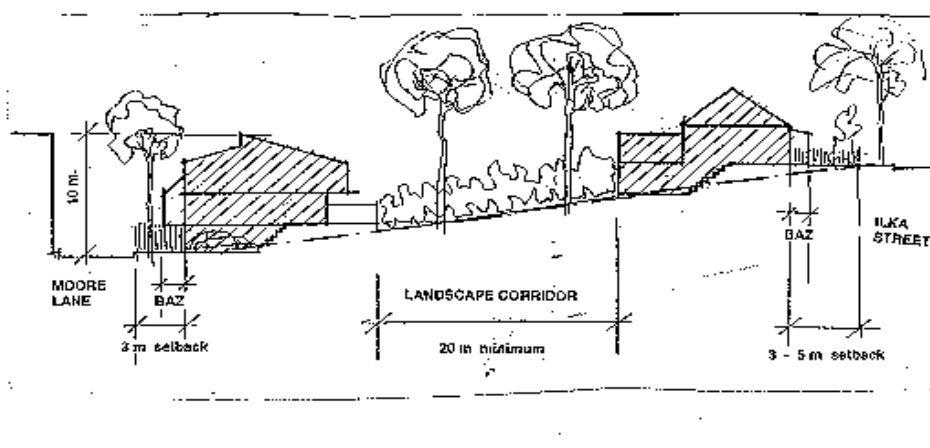 10 m
MOORE
LANE
BAZ
3 m setback
LANDSCAPE CORRIDOR
20 m minimum
BAZ
ILKA
STREET
3 - 5 m setback